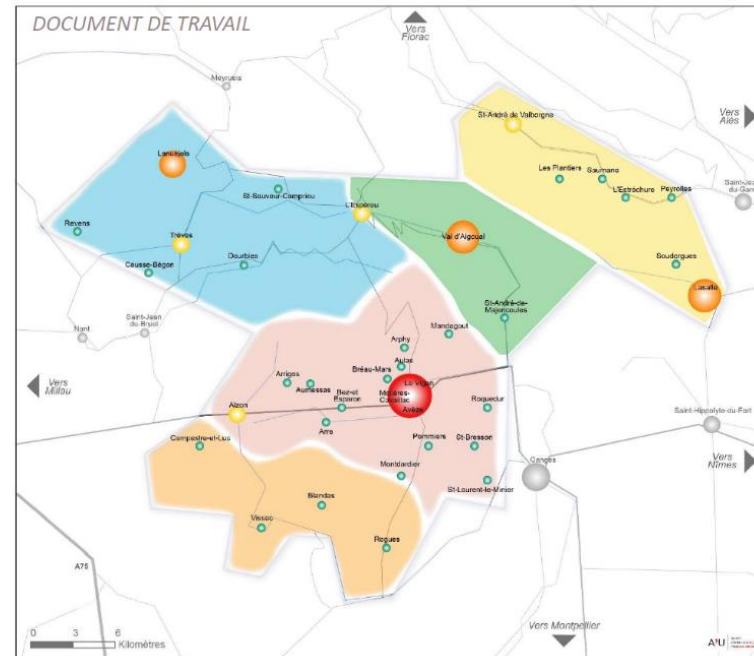 DOCUMENT DE TRAVAIL
Vers
Florac
Meyrueis
St-André de Valborgne
Vers
Alès
Lanuéjols
Les Plantiers
Saumane
St-Sauveur-Camprieu
L'Estréchure
Peyrolles
Saint-Jean
du-Gard
L'Espérou
Revens
Val d'Aigoual
Trèves
Dourbies
Causse-Bégon
Soudorgues
Lasalle
St-André-de-
Majencoules
Saint-Jean
du-Bruel
Nant
Mandagout
Arphy
Aulas
Vers
Millau
Bréau-Mars
Arrigas
Aumessas
Le Vigan
Molières-
Cavaillac
Bez-et
Esparon
Avèze
Roquedur
Alzon
Arre
Saint-Hippolyte-du-Fort
Campestre-et-Luc
Pommiers
St-Bresson
Vers
Nîmes
Ganges
Montdardier
St-Laurent-le-Minier
Blandas
Vissec
Rogues
A75
0 3 6
Kilomètres
Vers Montpellier
A'U